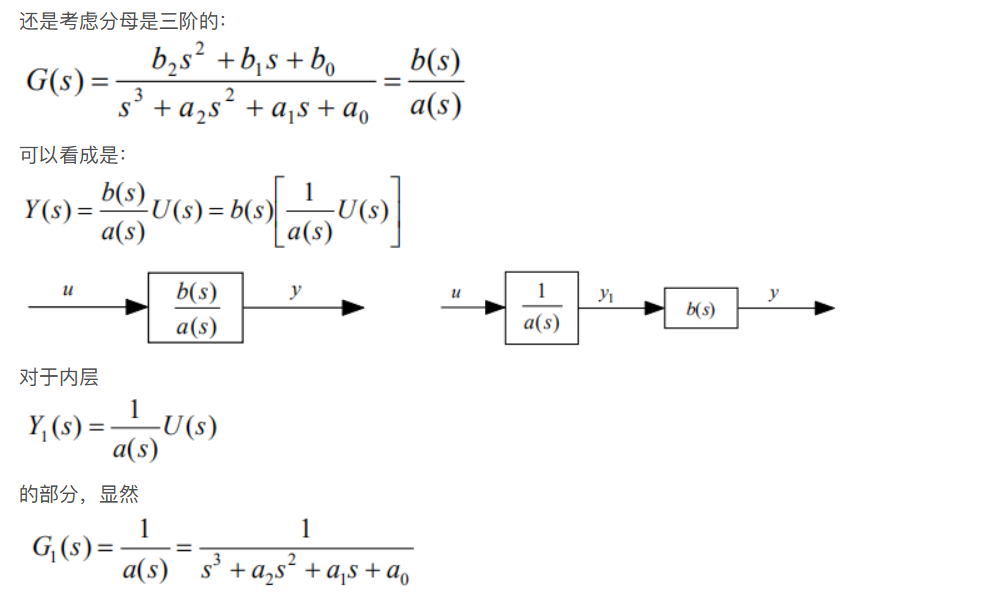 还是考虑分母是三阶的：
G(s) = \frac{b_2 s^2 + b_1 s + b_0}{s^3 + a_2 s^2 + a_1 s + a_0} = \frac{b(s)}{a(s)}
可以看成是：
Y(s) = \frac{b(s)}{a(s)} U(s) = b(s) \left[ \frac{1}{a(s)} U(s) \right]
u \frac{b(s)}{a(s)} y u \frac{1}{a(s)} y_1 b(s) y
对于内层
Y_1(s) = \frac{1}{a(s)} U(s)
的部分，显然
G_1(s) = \frac{1}{a(s)} = \frac{1}{s^3 + a_2 s^2 + a_1 s + a_0}